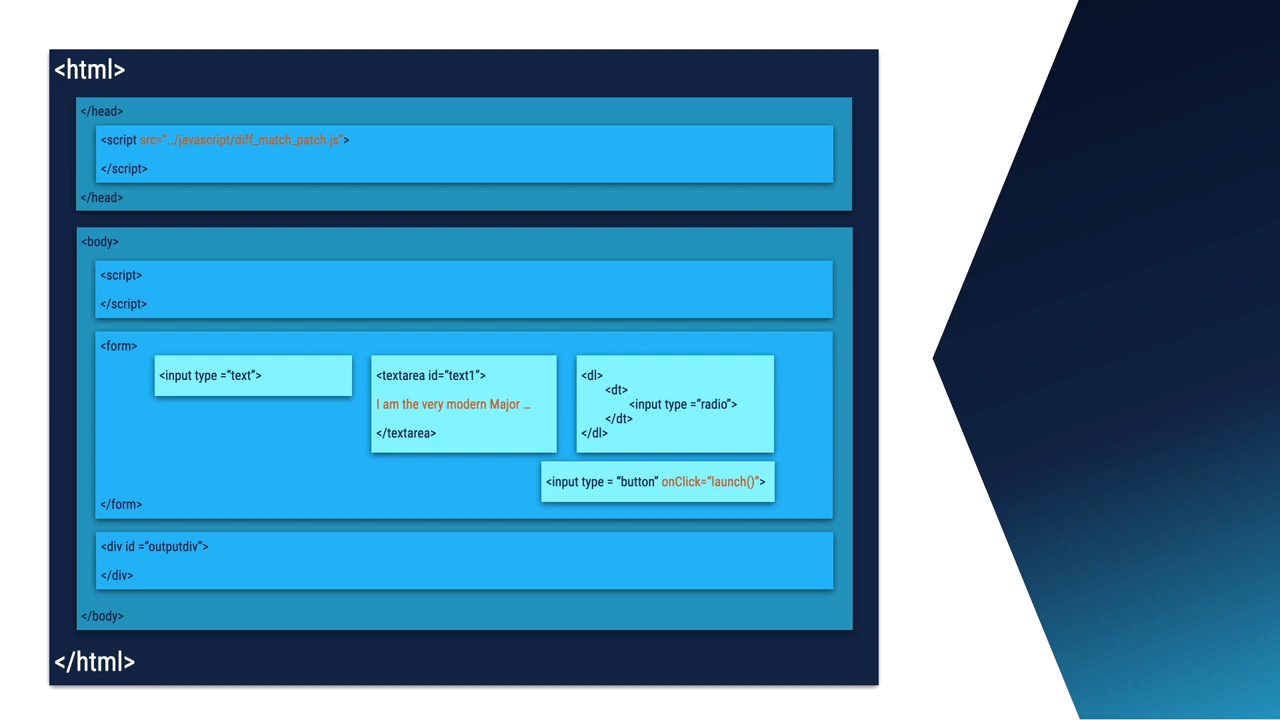 <html>
</head>
<script src="../javascript/diff_match_patch.js">
</script>
</head>
<body>
<script>
</script>
<form>
<input type ="text">
<textarea id="text1">
I am the very modern Major ...
</textarea>
<dl>
<dt>
<input type ="radio">
</dt>
</dl>
<input type = "button" onClick="launch()">
</form>
<div id ="outputdiv">
</div>
</body>
</html>